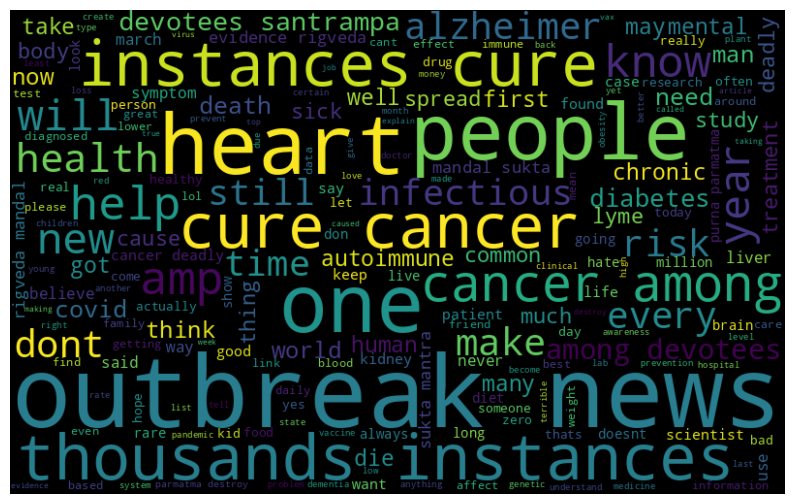 take
devotees santrampa
alzheimer
maymental
create
virus
cant
effect
immune
back
vax
plant
type
look
body
march
evidence rigveda
drug
really
man
deadly
least
loss
job
money
certain
yet
called
article
instances cure
know
now
symptom
case
research
often
test
person
death
sick
well
spread
first
found
need
around
will
great
prevent
top
due
study
health
diagnosed
lower
true
data
explain
month
give
doctor
obesity
better
taking
heart
people
year
treatment
purna parmatma
mandal sukta
chronic
real
red
healthy
love
made
mean
rigveda mandal
help
still
infectious
diabetes
please
lol
say
let
today
lyme
children
cause
caused
don
going
new
cancer deadly
cure cancer
risk
young
got
time
autoimmune
common
hate
million
liver
another
come
show
clinical
high
believe
amp
keep
live
cancer among
life
covid
actually
thing
patient
friend
destroy
every
making
one
much
day
awareness
brain
care
right
family
think
human
make
level
dont
getting
way
good
world
never
best
among devotees
find
said
link
kidney
blood
become
lab
prevention
hospital
week
outbreak news
rate
tell
hope
list
yes
daily
many
diet
someone
terrible
weight
state
sukta mantra
zero
even
rare
pandemic
kid
food
vaccine
always
long
thats
doesnt
scientist
bad
thousands instances
die
use
last
evidence
based
system
parmatma destroy
problem
dementia
low
want
anything
affect
genetic
understand
medicine
information